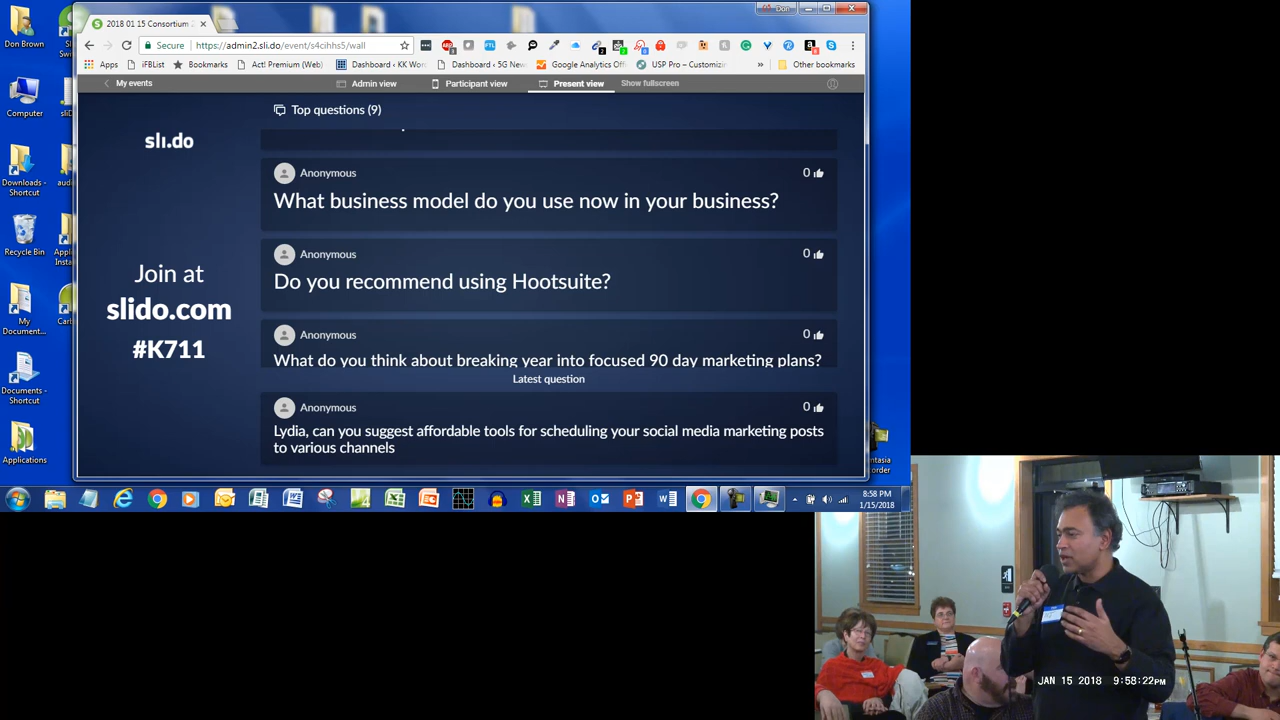 Don
Don Brown
Computer
Downloads -
Shortcut
Recycle Bin
My
Document...
Documents -
Shortcut
Applications
2018 01 15 Consortium
Secure
https://admin2.sli.do/event/s4cihhs5/wall
Apps
iFBList
Bookmarks
Act! Premium (Web)
Dashboard ‹ KK Wor
Dashboard ‹ 5G New
Google Analytics Off
USP Pro – Customizin
»
Other bookmarks
My events
Admin view
Participant view
Present view
Show fullscreen
Top questions (9)
sli.do
Anonymous
0
What business model do you use now in your business?
Join at
slido.com
#K711
Anonymous
0
Do you recommend using Hootsuite?
Anonymous
0
What do you think about breaking year into focused 90 day marketing plans?
Latest question
Anonymous
0
Lydia, can you suggest affordable tools for scheduling your social media marketing posts
to various channels
8:58 PM
1/15/2018
JAN 15 2018 9:58:22PM